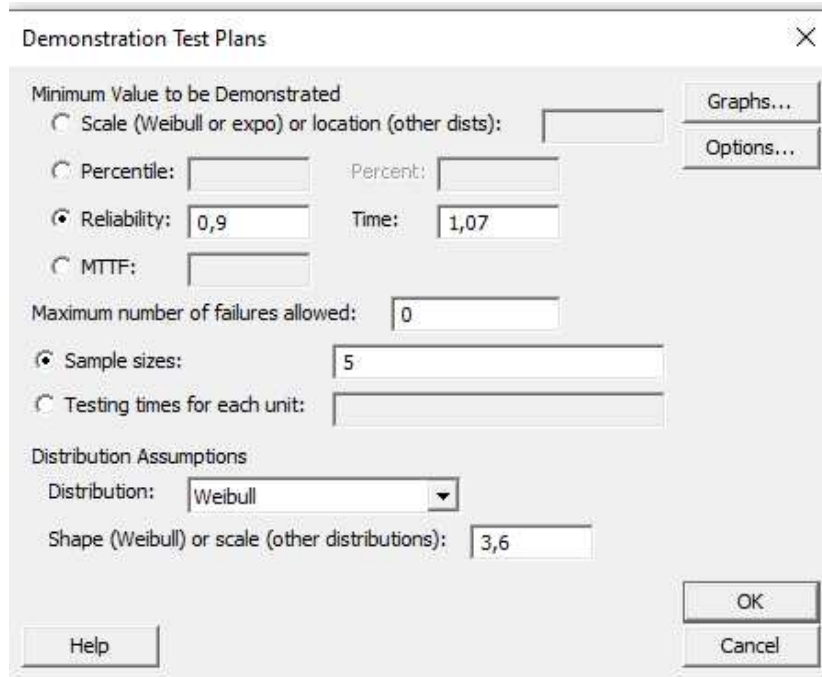 Demonstration Test Plans
Minimum Value to be Demonstrated
Scale (Weibull or expo) or location (other dists):
Graphs...
Options...
Percentile:
Percent:
Reliability: 0,9 Time: 1,07
MTTF:
Maximum number of failures allowed: 0
Sample sizes: 5
Testing times for each unit:
Distribution Assumptions
Distribution: Weibull
Shape (Weibull) or scale (other distributions): 3,6
OK
Help
Cancel